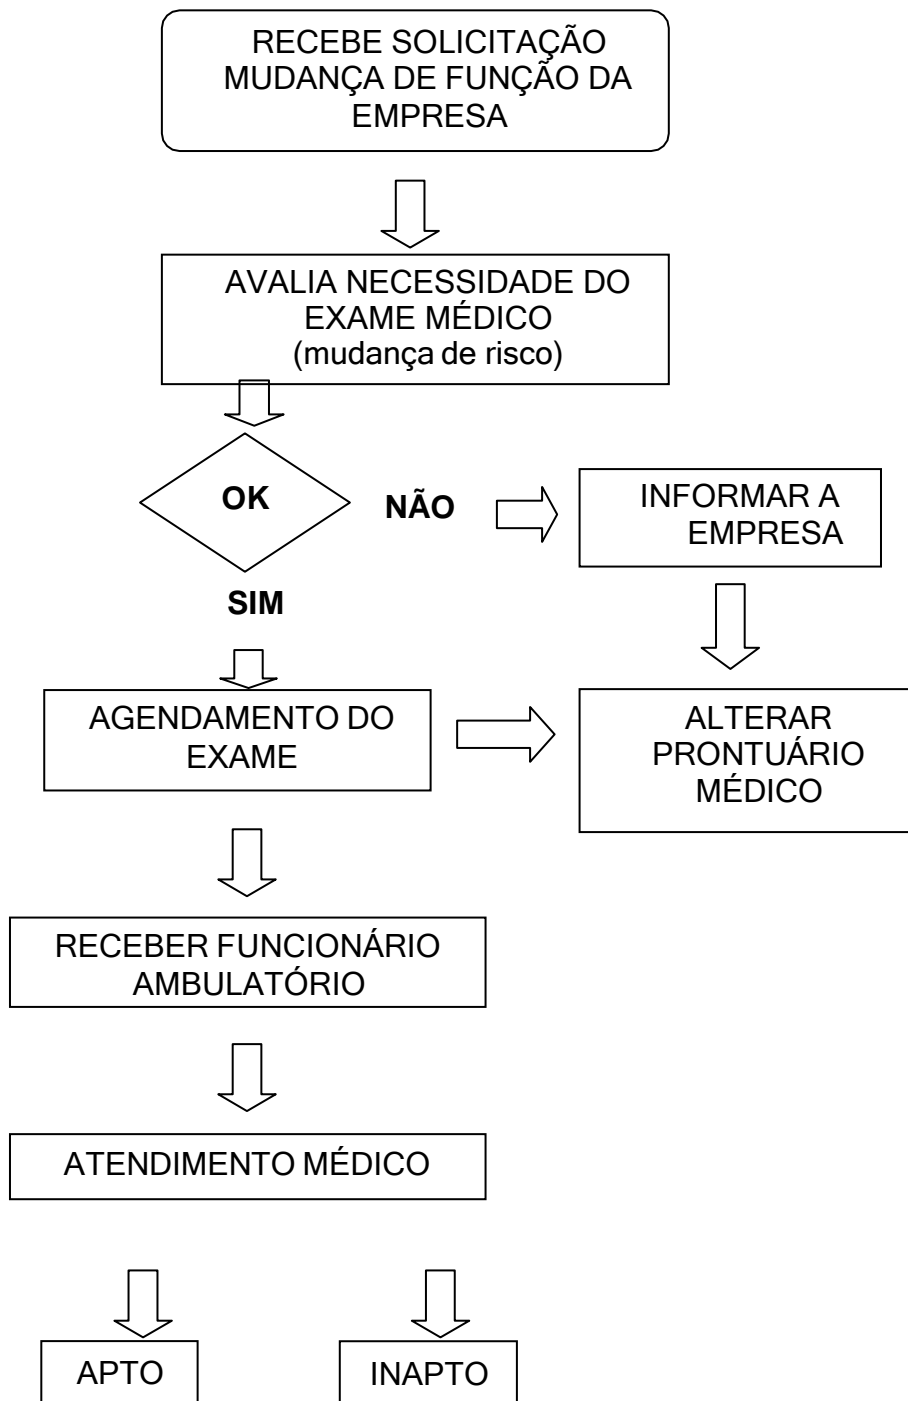 RECEBE SOLICITAÇÃO
MUDANÇA DE FUNÇÃO DA
EMPRESA
AVALIA NECESSIDADE DO
EXAME MÉDICO
(mudança de risco)
OK
NÃO
INFORMAR A
EMPRESA
SIM
AGENDAMENTO DO
EXAME
ALTERAR
PRONTUÁRIO
MÉDICO
RECEBER FUNCIONÁRIO
AMBULATÓRIO
ATENDIMENTO MÉDICO
APTO
INAPTO